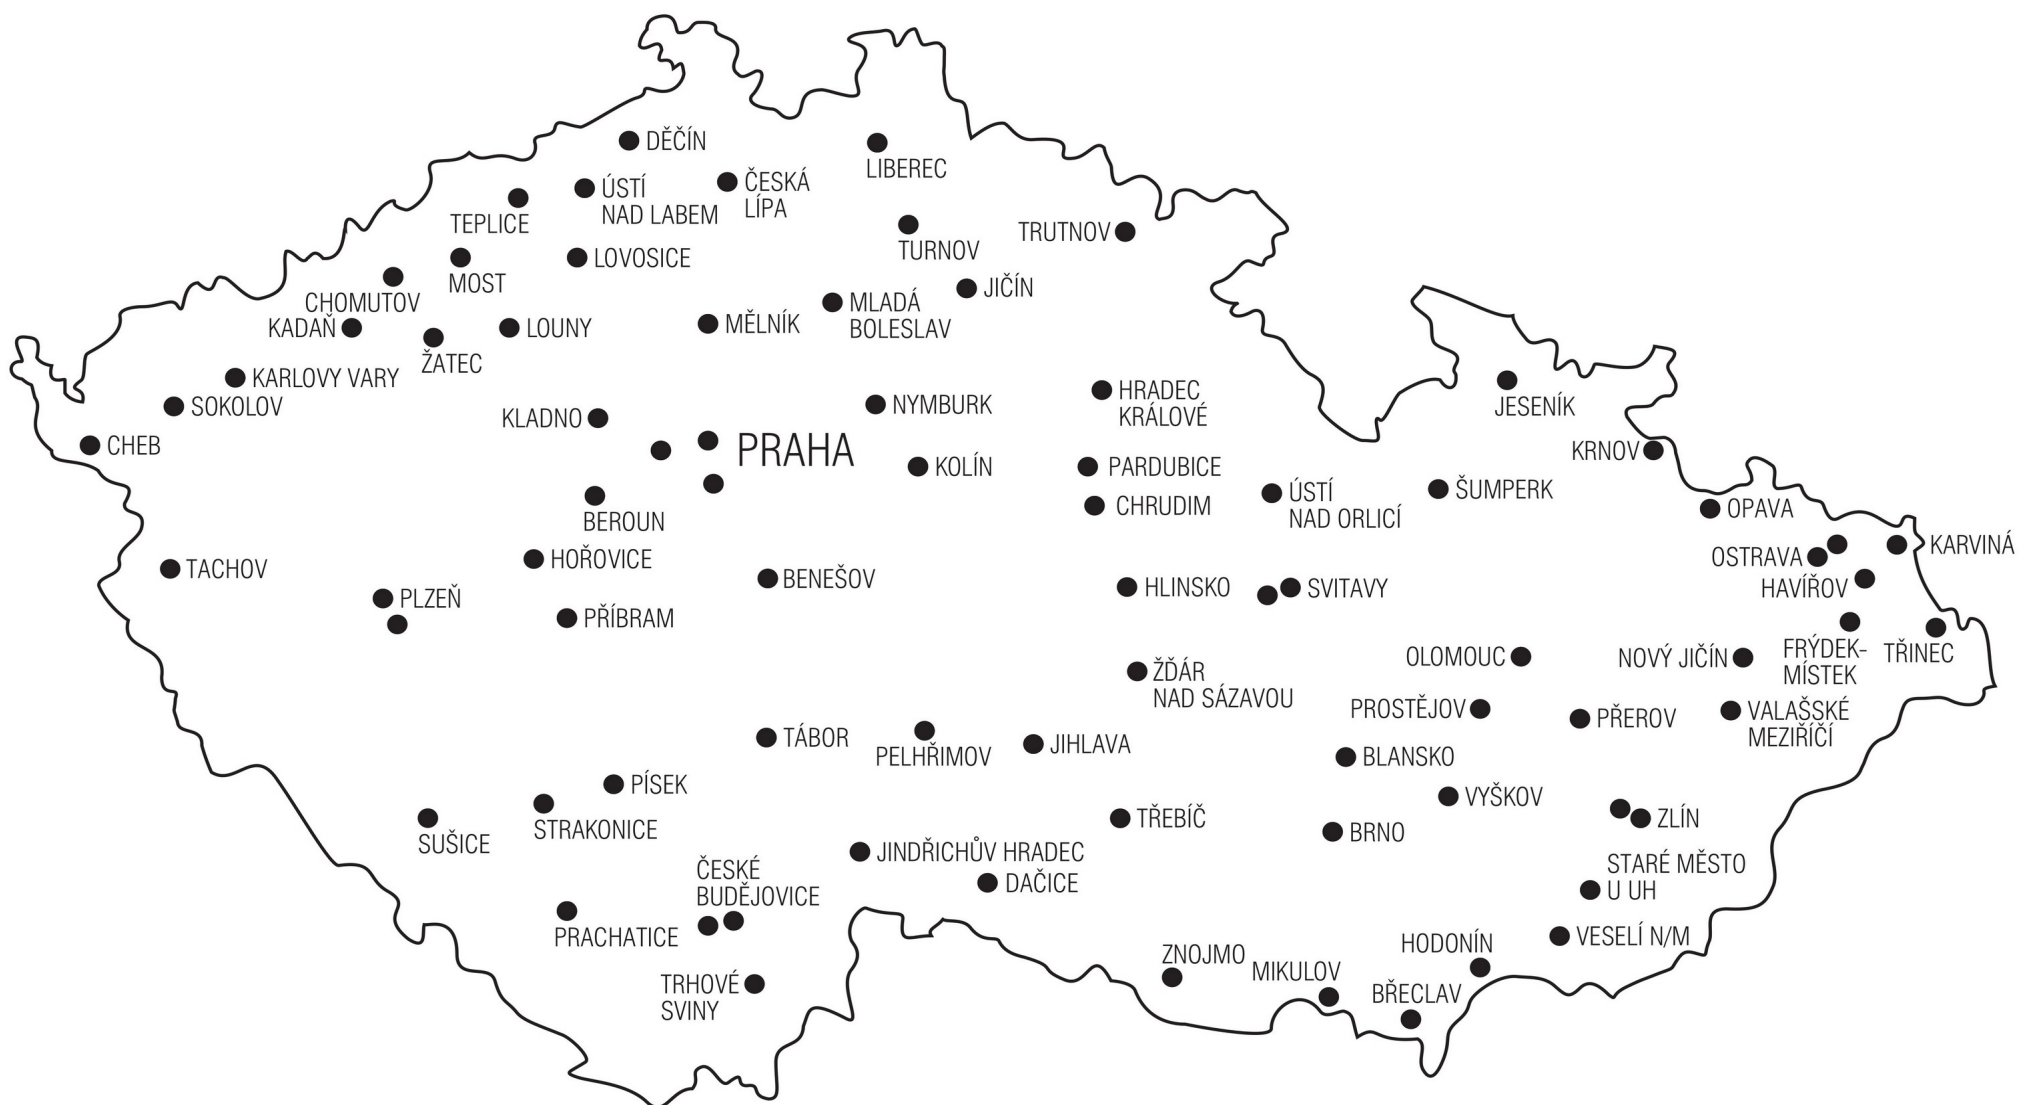 DĚČÍN
LIBEREC
ÚSTÍ
NAD LABEM
ČESKÁ
LÍPA
TEPLICE
TURNOV
TRUTNOV
LOVOSICE
MOST
CHOMUTOV
JIČÍN
MLADÁ
BOLESLAV
KADAŇ
LOUNY
MĚLNÍK
ŽATEC
KARLOVY VARY
SOKOLOV
JESENÍK
HRADEC
KRÁLOVÉ
NYMBURK
KLADNO
CHEB
PRAHA
KRNOV
KOLÍN
PARDUBICE
ÚSTÍ
NAD ORLICÍ
ŠUMPERK
CHRUDIM
OPAVA
BEROUN
KARVINÁ
OSTRAVA
HOŘOVICE
TACHOV
BENEŠOV
HLINSKO
SVITAVY
HAVÍŘOV
PLZEŇ
PŘÍBRAM
FRÝDEK-
MÍSTEK
TŘINEC
OLOMOUC
NOVÝ JIČÍN
ŽĎÁR
NAD SÁZAVOU
PROSTĚJOV
PŘEROV
VALAŠSKÉ
MEZIŘÍČÍ
TÁBOR
PELHŘIMOV
JIHLAVA
BLANSKO
PÍSEK
VYŠKOV
STRAKONICE
SUŠICE
TŘEBÍČ
BRNO
ZLÍN
JINDŘICHŮV HRADEC
STARÉ MĚSTO
U UH
ČESKÉ
BUDĚJOVICE
DAČICE
PRACHATICE
VESELÍ N/M
HODONÍN
ZNOJMO
MIKULOV
TRHOVÉ
SVINY
BŘECLAV